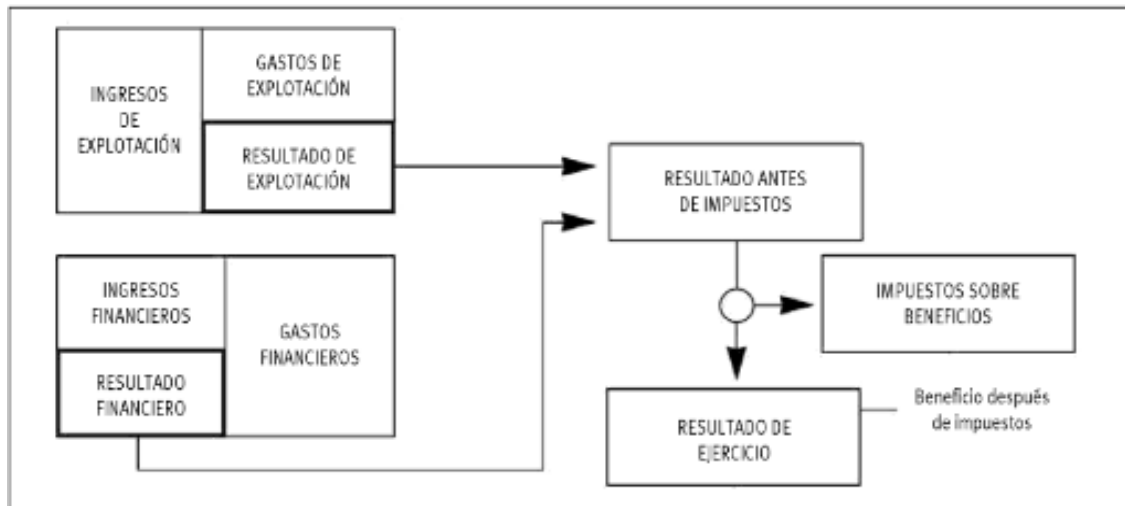 INGRESOS
DE
EXPLOTACIÓN
GASTOS DE
EXPLOTACIÓN
RESULTADO DE
EXPLOTACIÓN
INGRESOS
FINANCIEROS
RESULTADO
FINANCIERO
GASTOS
FINANCIEROS
RESULTADO ANTES
DE IMPUESTOS
IMPUESTOS SOBRE
BENEFICIOS
RESULTADO DE
EJERCICIO
Beneficio después
de impuestos